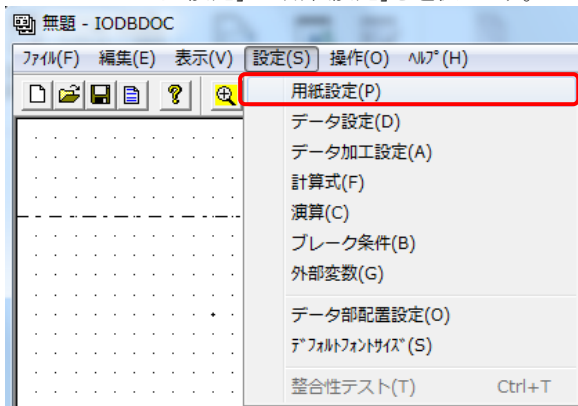 無題 - IODBDOC
ﾌｧｲﾙ(F) 編集(E) 表示(V) 設定(S) 操作(O) ﾍﾙﾌﾟ(H)
用紙設定(P)
データ設定(D)
データ加工設定(A)
計算式(F)
演算(C)
ブレーク条件(B)
外部変数(G)
データ部配置設定(O)
ﾃﾞﾌｫﾙﾄﾌｫﾝﾄｻｲｽﾞ(S)
整合性テスト(T) Ctrl+T